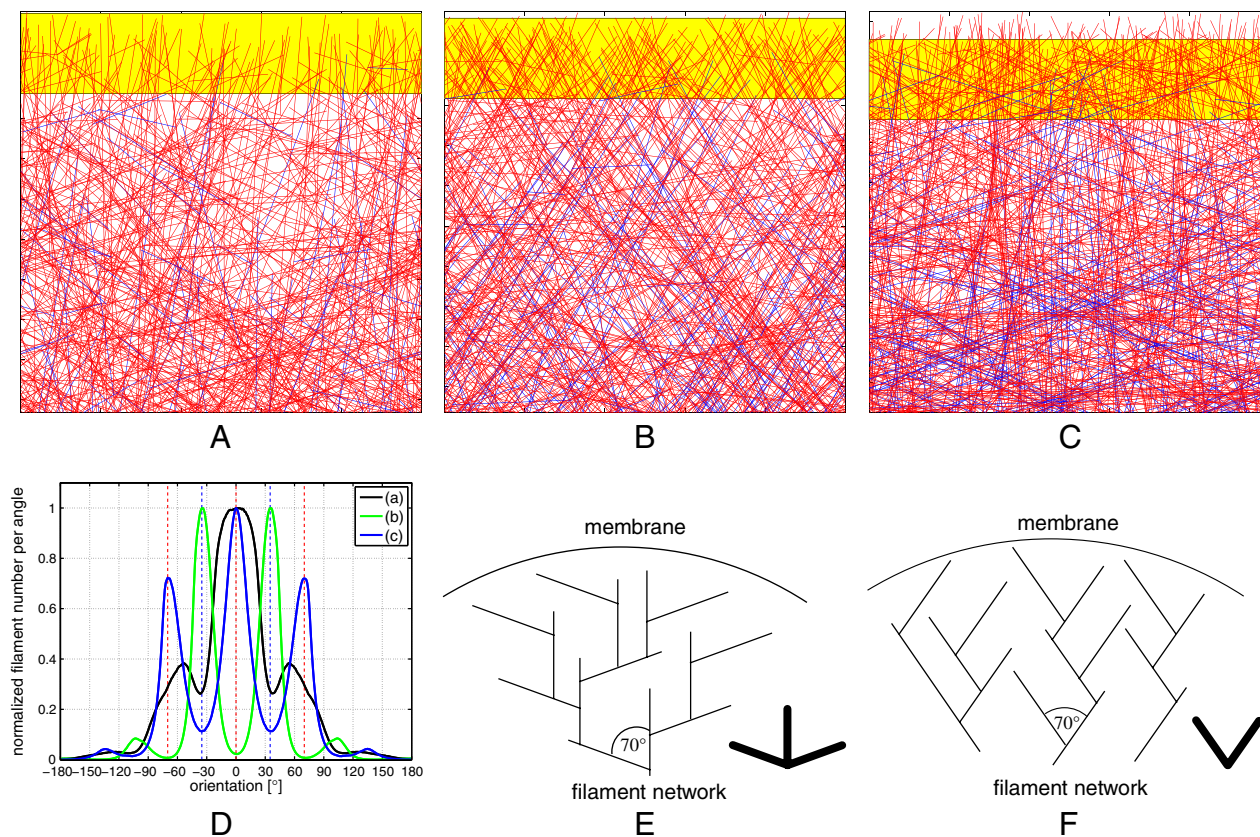 A
B
C
normalized filament number per angle
1
0.8
0.6
0.4
0.2
0
−180 −150 −120 −90 −60 −30 0 30 60 90 120 150 180
orientation [°]
(a)
(b)
(c)
D
membrane
70°
filament network
E
membrane
70°
filament network
F